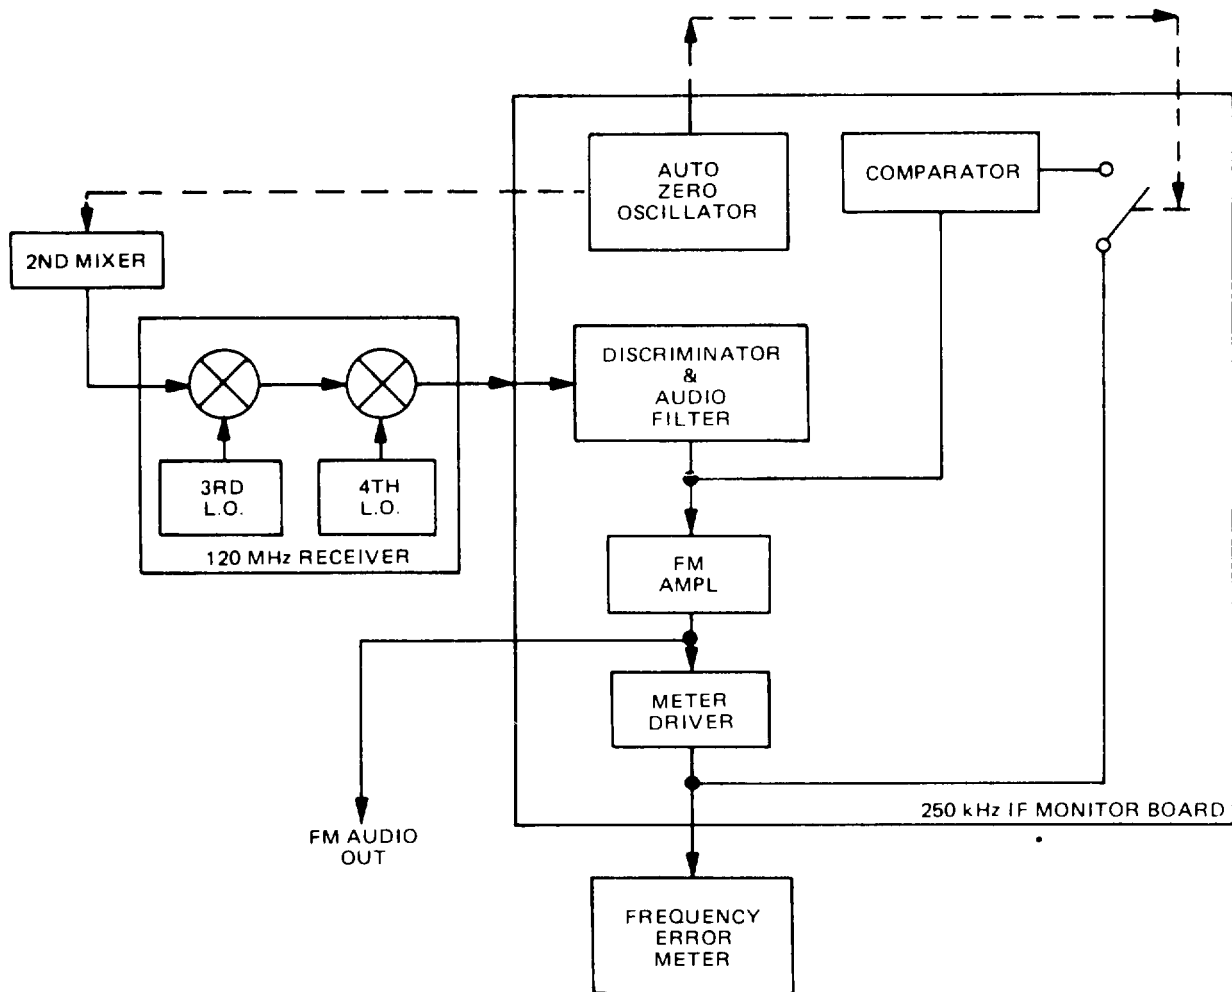 AUTO
ZERO
OSCILLATOR
COMPARATOR
2ND MIXER
DISCRIMINATOR
&
AUDIO
FILTER
3RD
L.O.
4TH
L.O.
120 MHz RECEIVER
FM
AMPL
METER
DRIVER
250 kHz IF MONITOR BOARD
FM AUDIO
OUT
FREQUENCY
ERROR
METER